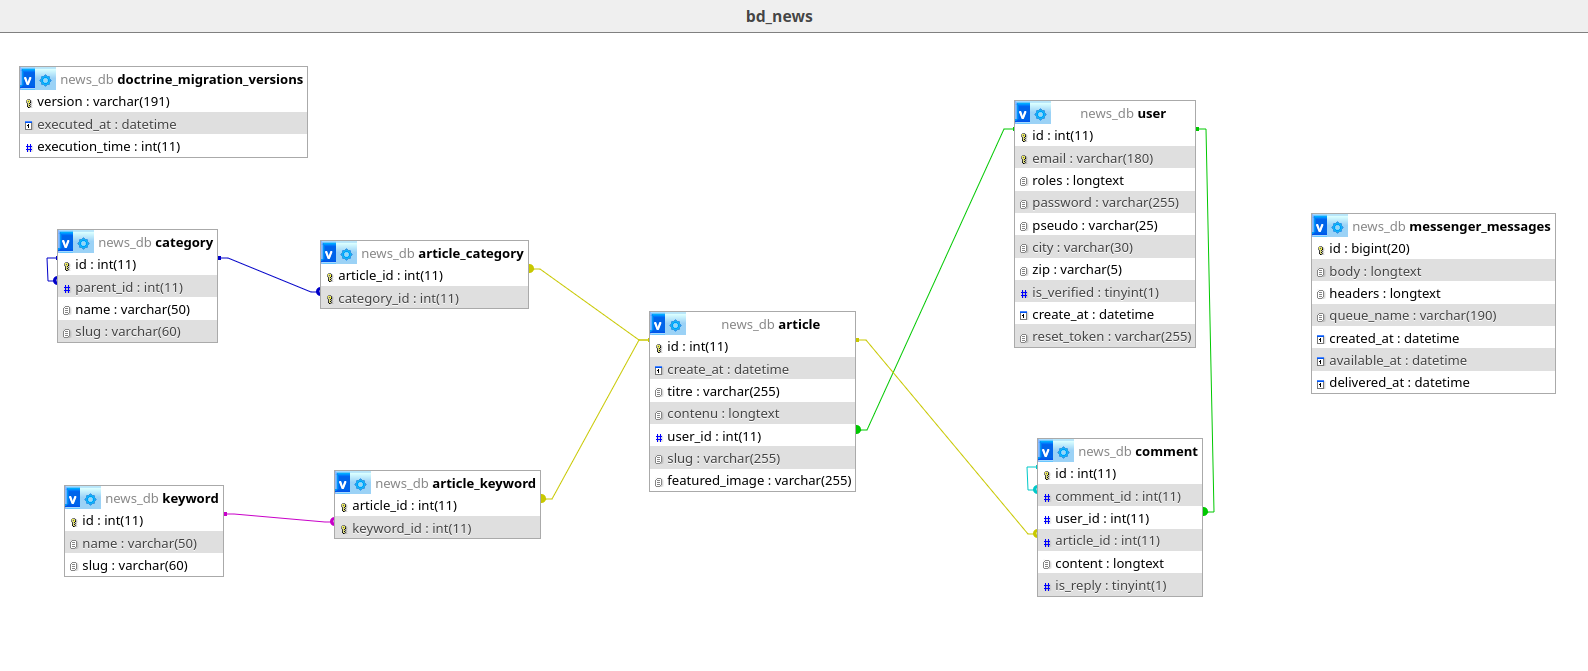 bd_news
news_db doctrine_migration_versions
version : varchar(191)
executed_at : datetime
execution_time : int(11)
news_db category
id : int(11)
parent_id : int(11)
name : varchar(50)
slug : varchar(60)
news_db article_category
article_id : int(11)
category_id : int(11)
news_db keyword
id : int(11)
name : varchar(50)
slug : varchar(60)
news_db article_keyword
article_id : int(11)
keyword_id : int(11)
news_db article
id : int(11)
create_at : datetime
titre : varchar(255)
contenu : longtext
user_id : int(11)
slug : varchar(255)
featured_image : varchar(255)
news_db user
id : int(11)
email : varchar(180)
roles : longtext
password : varchar(255)
pseudo : varchar(25)
city : varchar(30)
zip : varchar(5)
is_verified : tinyint(1)
create_at : datetime
reset_token : varchar(255)
news_db comment
id : int(11)
comment_id : int(11)
user_id : int(11)
article_id : int(11)
content : longtext
is_reply : tinyint(1)
news_db messenger_messages
id : bigint(20)
body : longtext
headers : longtext
queue_name : varchar(190)
created_at : datetime
available_at : datetime
delivered_at : datetime